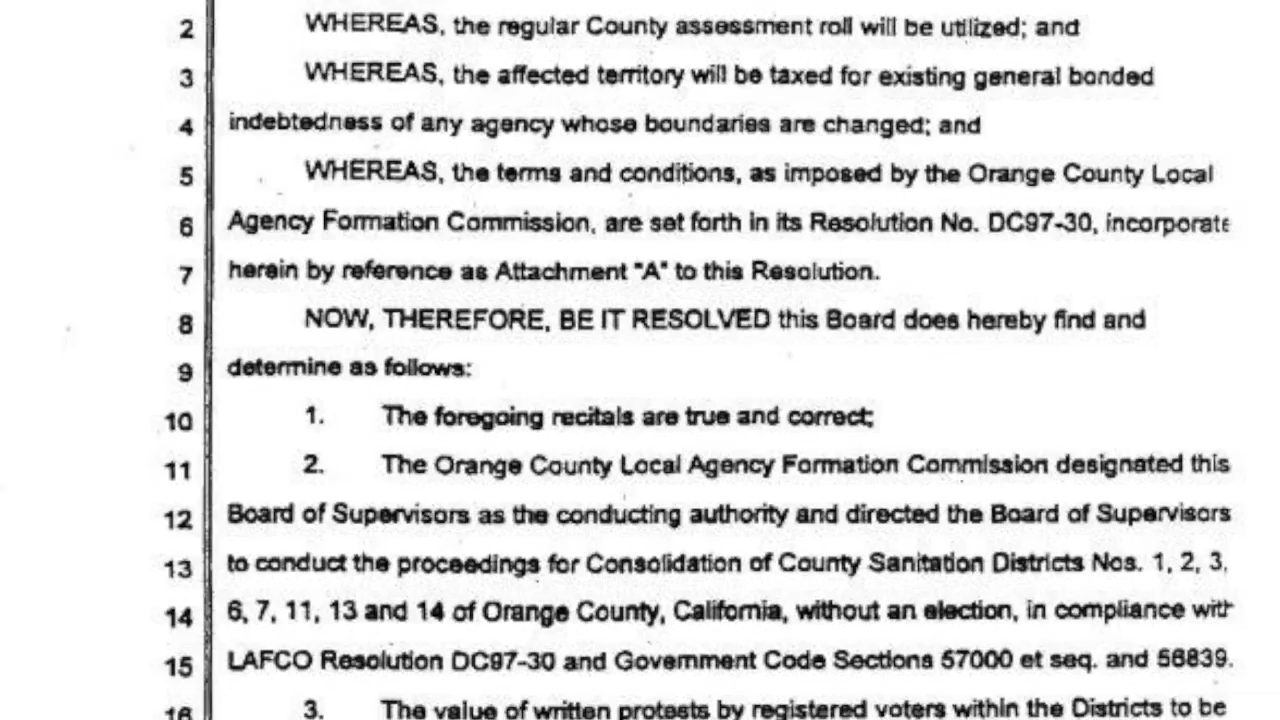 2 WHEREAS, the regular County assessment roll will be utilized; and
3 WHEREAS, the affected territory will be taxed for existing general bonded
4 indebtedness of any agency whose boundaries are changed; and
5 WHEREAS, the terms and conditions, as imposed by the Orange County Local
6 Agency Formation Commission, are set forth in its Resolution No. DC97-30, incorporate
7 herein by reference as Attachment "A" to this Resolution.
8 NOW, THEREFORE, BE IT RESOLVED this Board does hereby find and
9 determine as follows:
10 1. The foregoing recitals are true and correct;
11 2. The Orange County Local Agency Formation Commission designated this
12 Board of Supervisors as the conducting authority and directed the Board of Supervisors
13 to conduct the proceedings for Consolidation of County Sanitation Districts Nos. 1, 2, 3,
14 6, 7, 11, 13 and 14 of Orange County, California, without an election, in compliance with
15 LAFCO Resolution DC97-30 and Government Code Sections 57000 et seq. and 56839.
16 3. The value of written protests by registered voters within the Districts to be